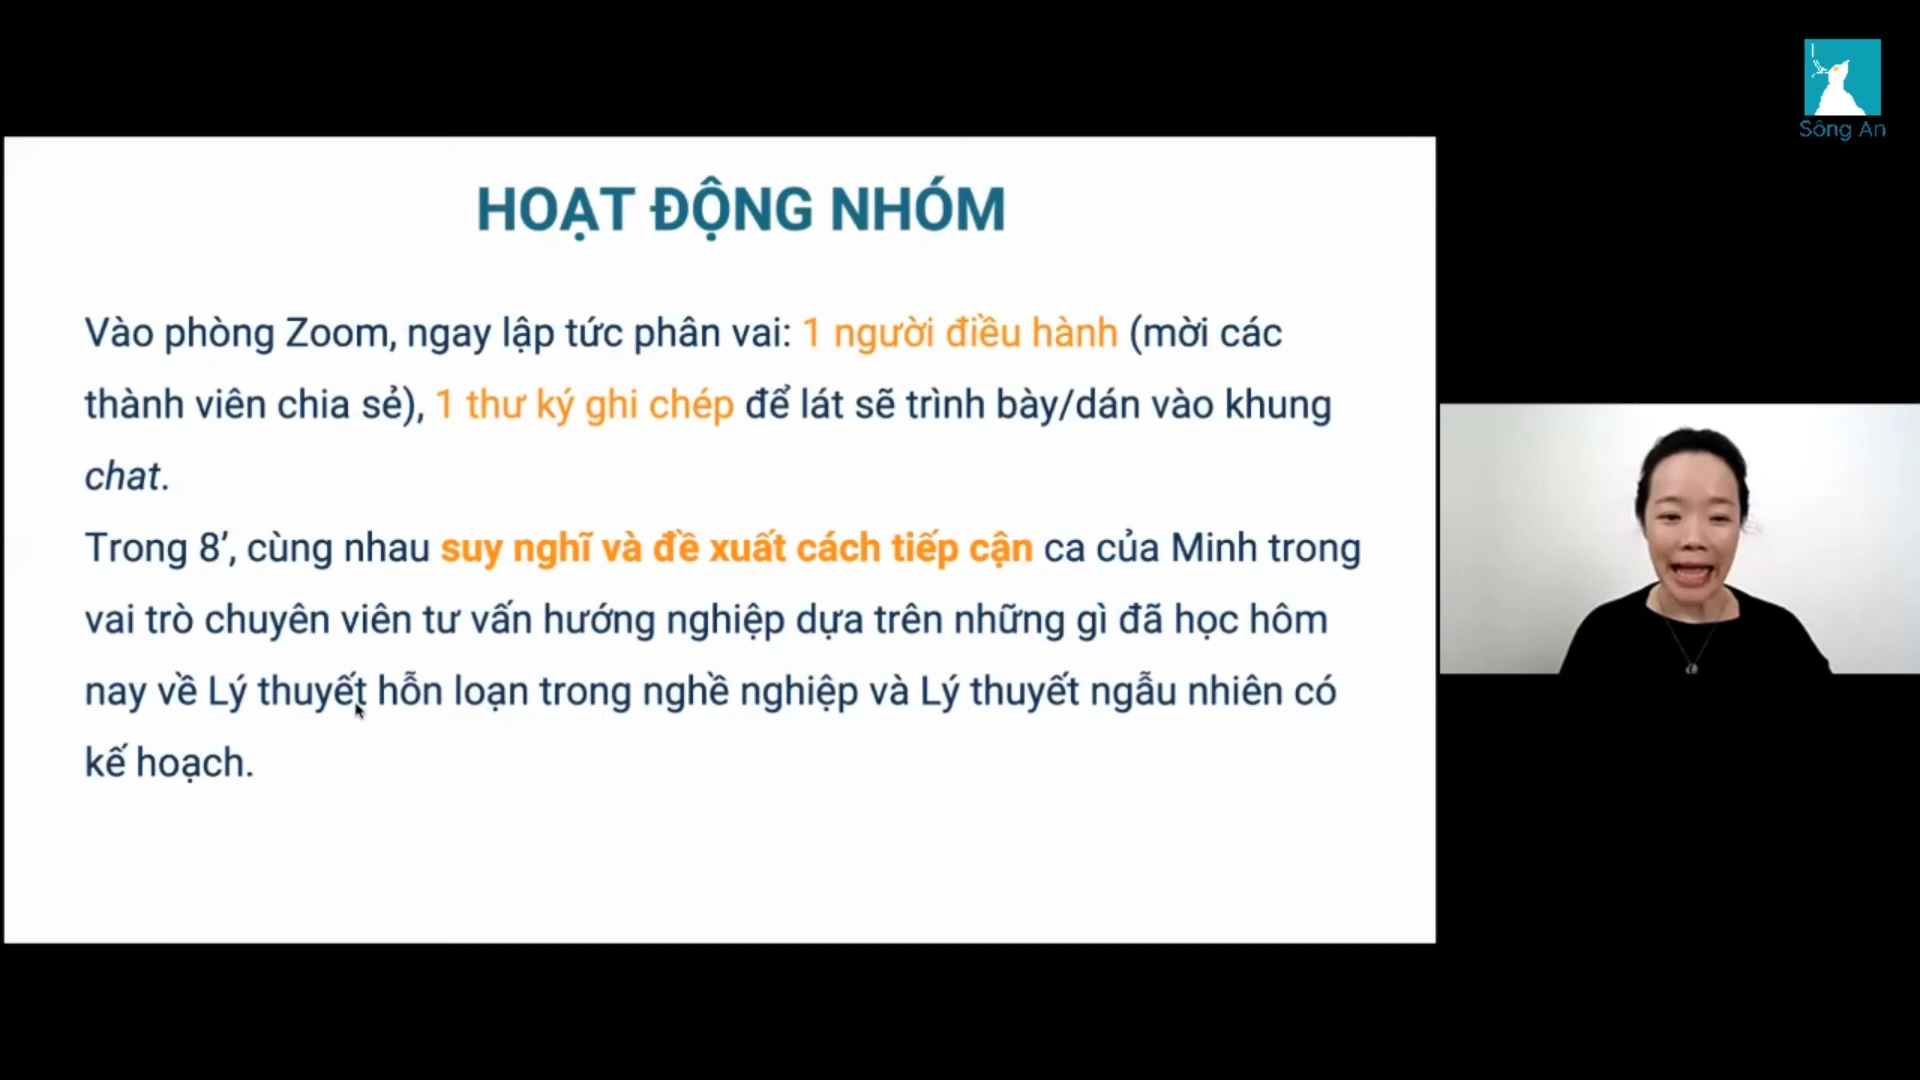 Sông An
HOẠT ĐỘNG NHÓM
Vào phòng Zoom, ngay lập tức phân vai: 1 người điều hành (mời các
thành viên chia sẻ), 1 thư ký ghi chép để lát sẽ trình bày/dán vào khung
chat.
Trong 8’, cùng nhau suy nghĩ và đề xuất cách tiếp cận ca của Minh trong
vai trò chuyên viên tư vấn hướng nghiệp dựa trên những gì đã học hôm
nay về Lý thuyết hỗn loạn trong nghề nghiệp và Lý thuyết ngẫu nhiên có
kế hoạch.